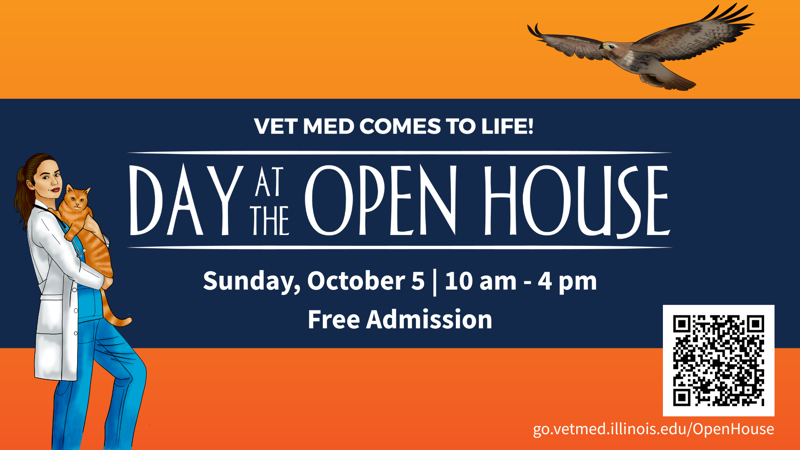 VET MED COMES TO LIFE!
DAY AT THE OPEN HOUSE
Sunday, October 5 | 10 am - 4 pm
Free Admission
go.vetmed.illinois.edu/OpenHouse